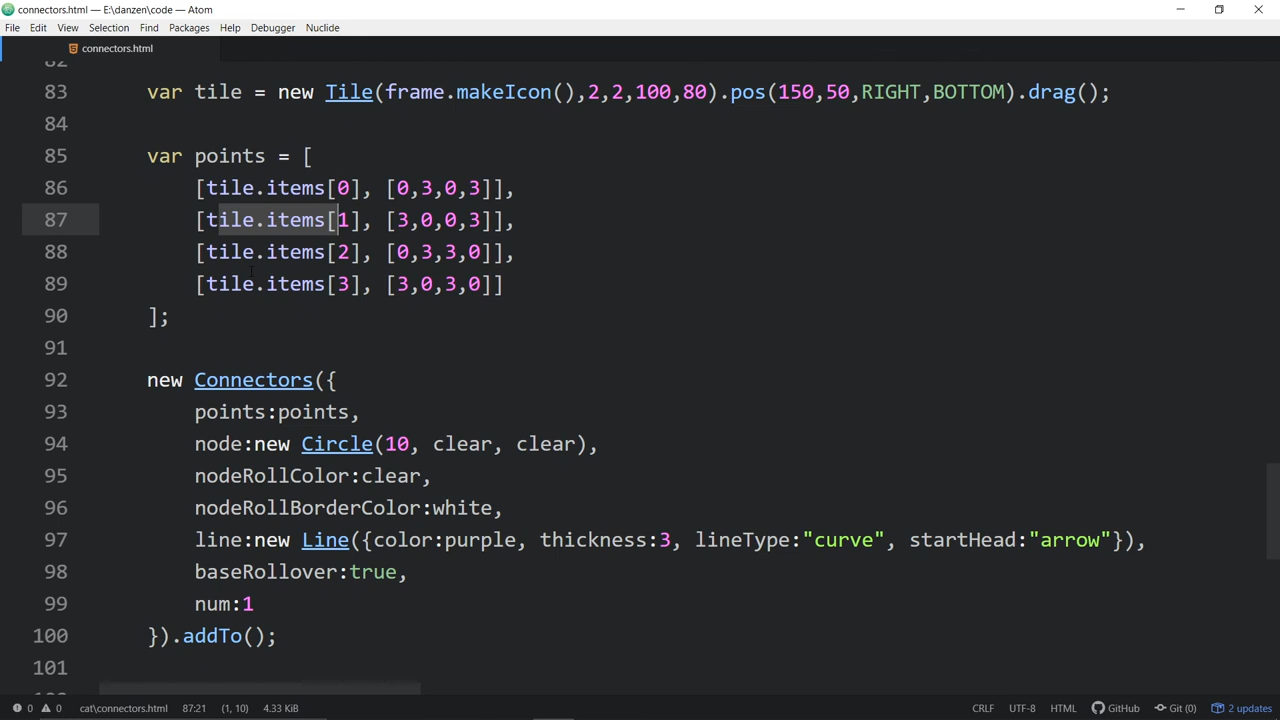 connectors.html — E:\danzen\code — Atom
File Edit View Selection Find Packages Help Debugger Nuclide
connectors.html
82
83 var tile = new Tile(frame.makeIcon(),2,2,100,80).pos(150,50,RIGHT,BOTTOM).drag();
84
85 var points = [
86 [tile.items[0], [0,3,0,3]],
87 [tile.items[1], [3,0,0,3]],
88 [tile.items[2], [0,3,3,0]],
89 [tile.items[3], [3,0,3,0]]
90 ];
91
92 new Connectors({
93 points:points,
94 node:new Circle(10, clear, clear),
95 nodeRollColor:clear,
96 nodeRollBorderColor:white,
97 line:new Line({color:purple, thickness:3, lineType:"curve", startHead:"arrow"}),
98 baseRollover:true,
99 num:1
100 }).addTo();
101
0 0 cat\connectors.html 87:21 (1, 10) 4.33 KiB CRLF UTF-8 HTML GitHub Git (0) 2 updates